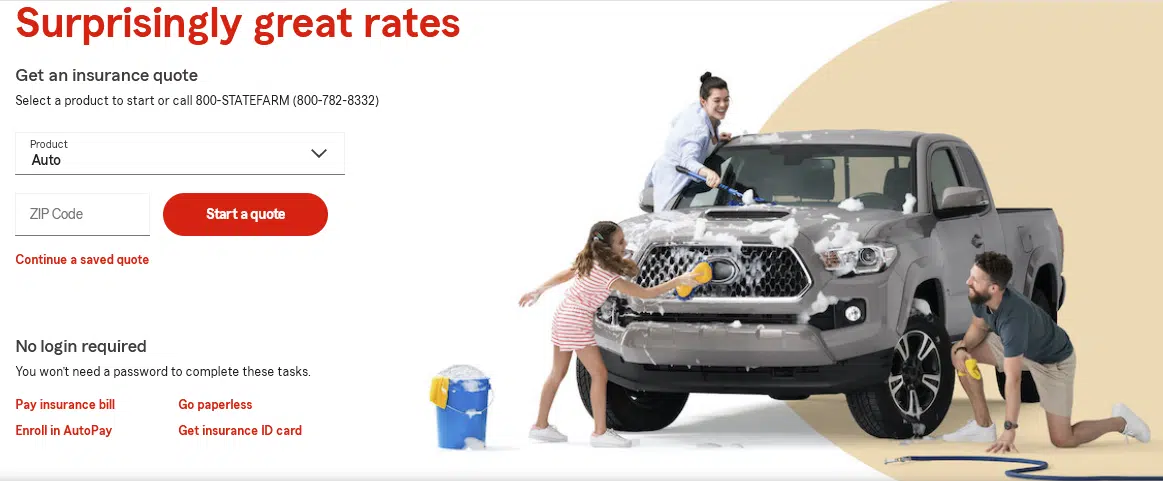 Surprisingly great rates
Get an insurance quote
Select a product to start or call 800-STATEFARM (800-782-8332)
Product
Auto
ZIP Code
Start a quote
Continue a saved quote
No login required
You won't need a password to complete these tasks.
Pay insurance bill
Go paperless
Enroll in AutoPay
Get insurance ID card